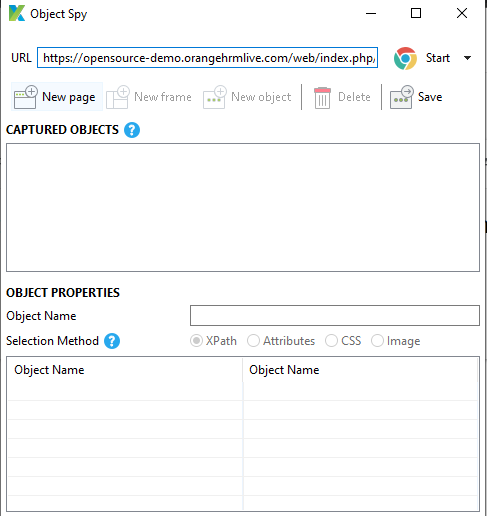 Object Spy
URL https://opensource-demo.orangehrmlive.com/web/index.php/ Start
New page New frame New object Delete Save
CAPTURED OBJECTS ?
OBJECT PROPERTIES
Object Name
Selection Method ? XPath Attributes CSS Image
Object Name Object Name